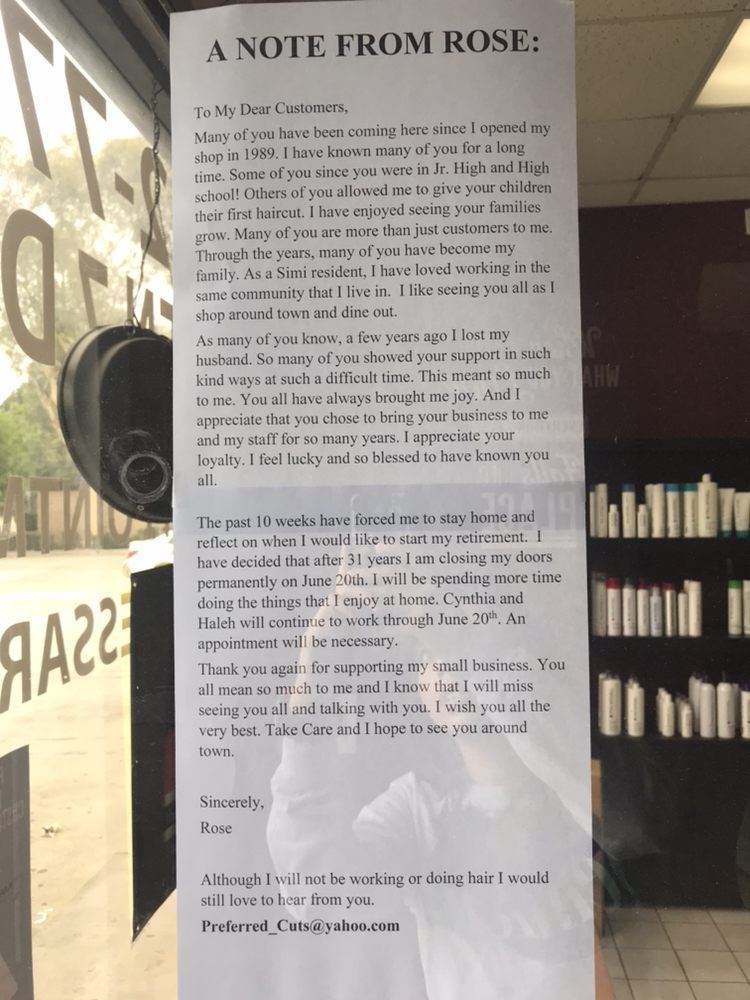 A NOTE FROM ROSE:
To My Dear Customers,
Many of you have been coming here since I opened my
shop in 1989. I have known many of you for a long
time. Some of you since you were in Jr. High and High
school! Others of you allowed me to give your children
their first haircut. I have enjoyed seeing your families
grow. Many of you are more than just customers to me.
Through the years, many of you have become my
family. As a Simi resident, I have loved working in the
same community that I live in.  I like seeing you all as I
shop around town and dine out.
As many of you know, a few years ago I lost my
husband. So many of you showed your support in such
kind ways at such a difficult time. This meant so much
to me. You all have always brought me joy. And I
appreciate that you chose to bring your business to me
and my staff for so many years. I appreciate your
loyalty. I feel lucky and so blessed to have known you
all.
The past 10 weeks have forced me to stay home and
reflect on when I would like to start my retirement.  I
have decided that after 31 years I am closing my doors
permanently on June 20th. I will be spending more time
doing the things that I enjoy at home. Cynthia and
Haleh will continue to work through June 20th. An
appointment will be necessary.
Thank you again for supporting my small business. You
all mean so much to me and I know that I will miss
seeing you all and talking with you. I wish you all the
very best. Take Care and I hope to see you around
town.
Sincerely,
Rose
Although I will not be working or doing hair I would
still love to hear from you.
Preferred_Cuts@yahoo.com